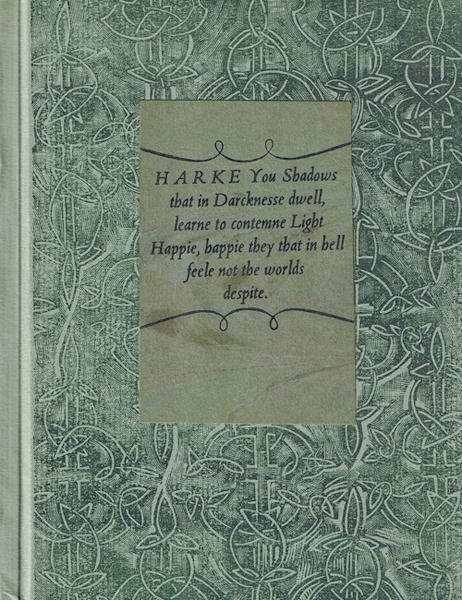 HARKE You Shadows
that in Darcknesse dwell,
learne to contemne Light
Happie, happie they that in hell
feele not the worlds
despite.